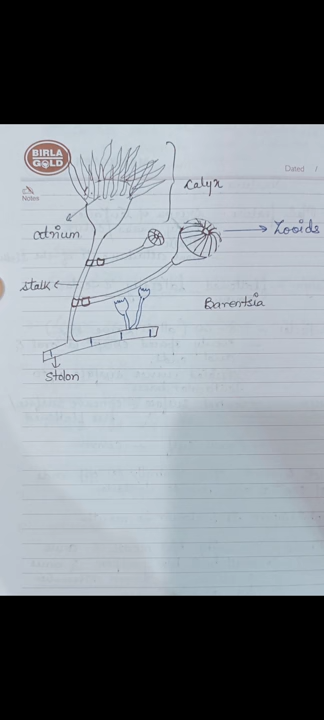 BIRLA
GOLD
Notes
Dated /
Calyx
atrium
Zooids
stalk
Barentsia
Stolon